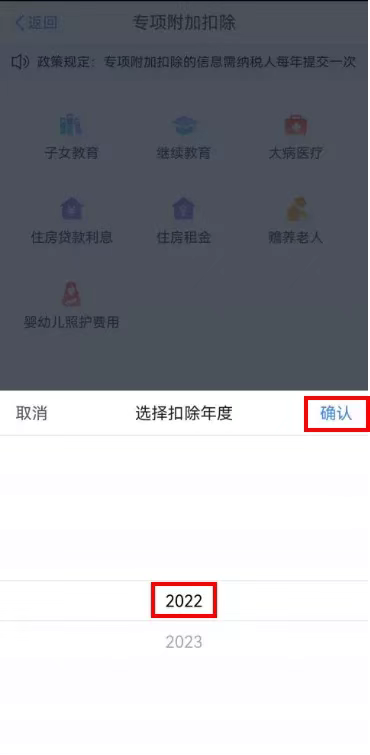 返回 专项附加扣除
政策规定：专项附加扣除的信息需纳税人每年提交一次
子女教育 继续教育 大病医疗
住房贷款利息 住房租金 赡养老人
婴幼儿照护费用
取消 选择扣除年度 确认
2022
2023